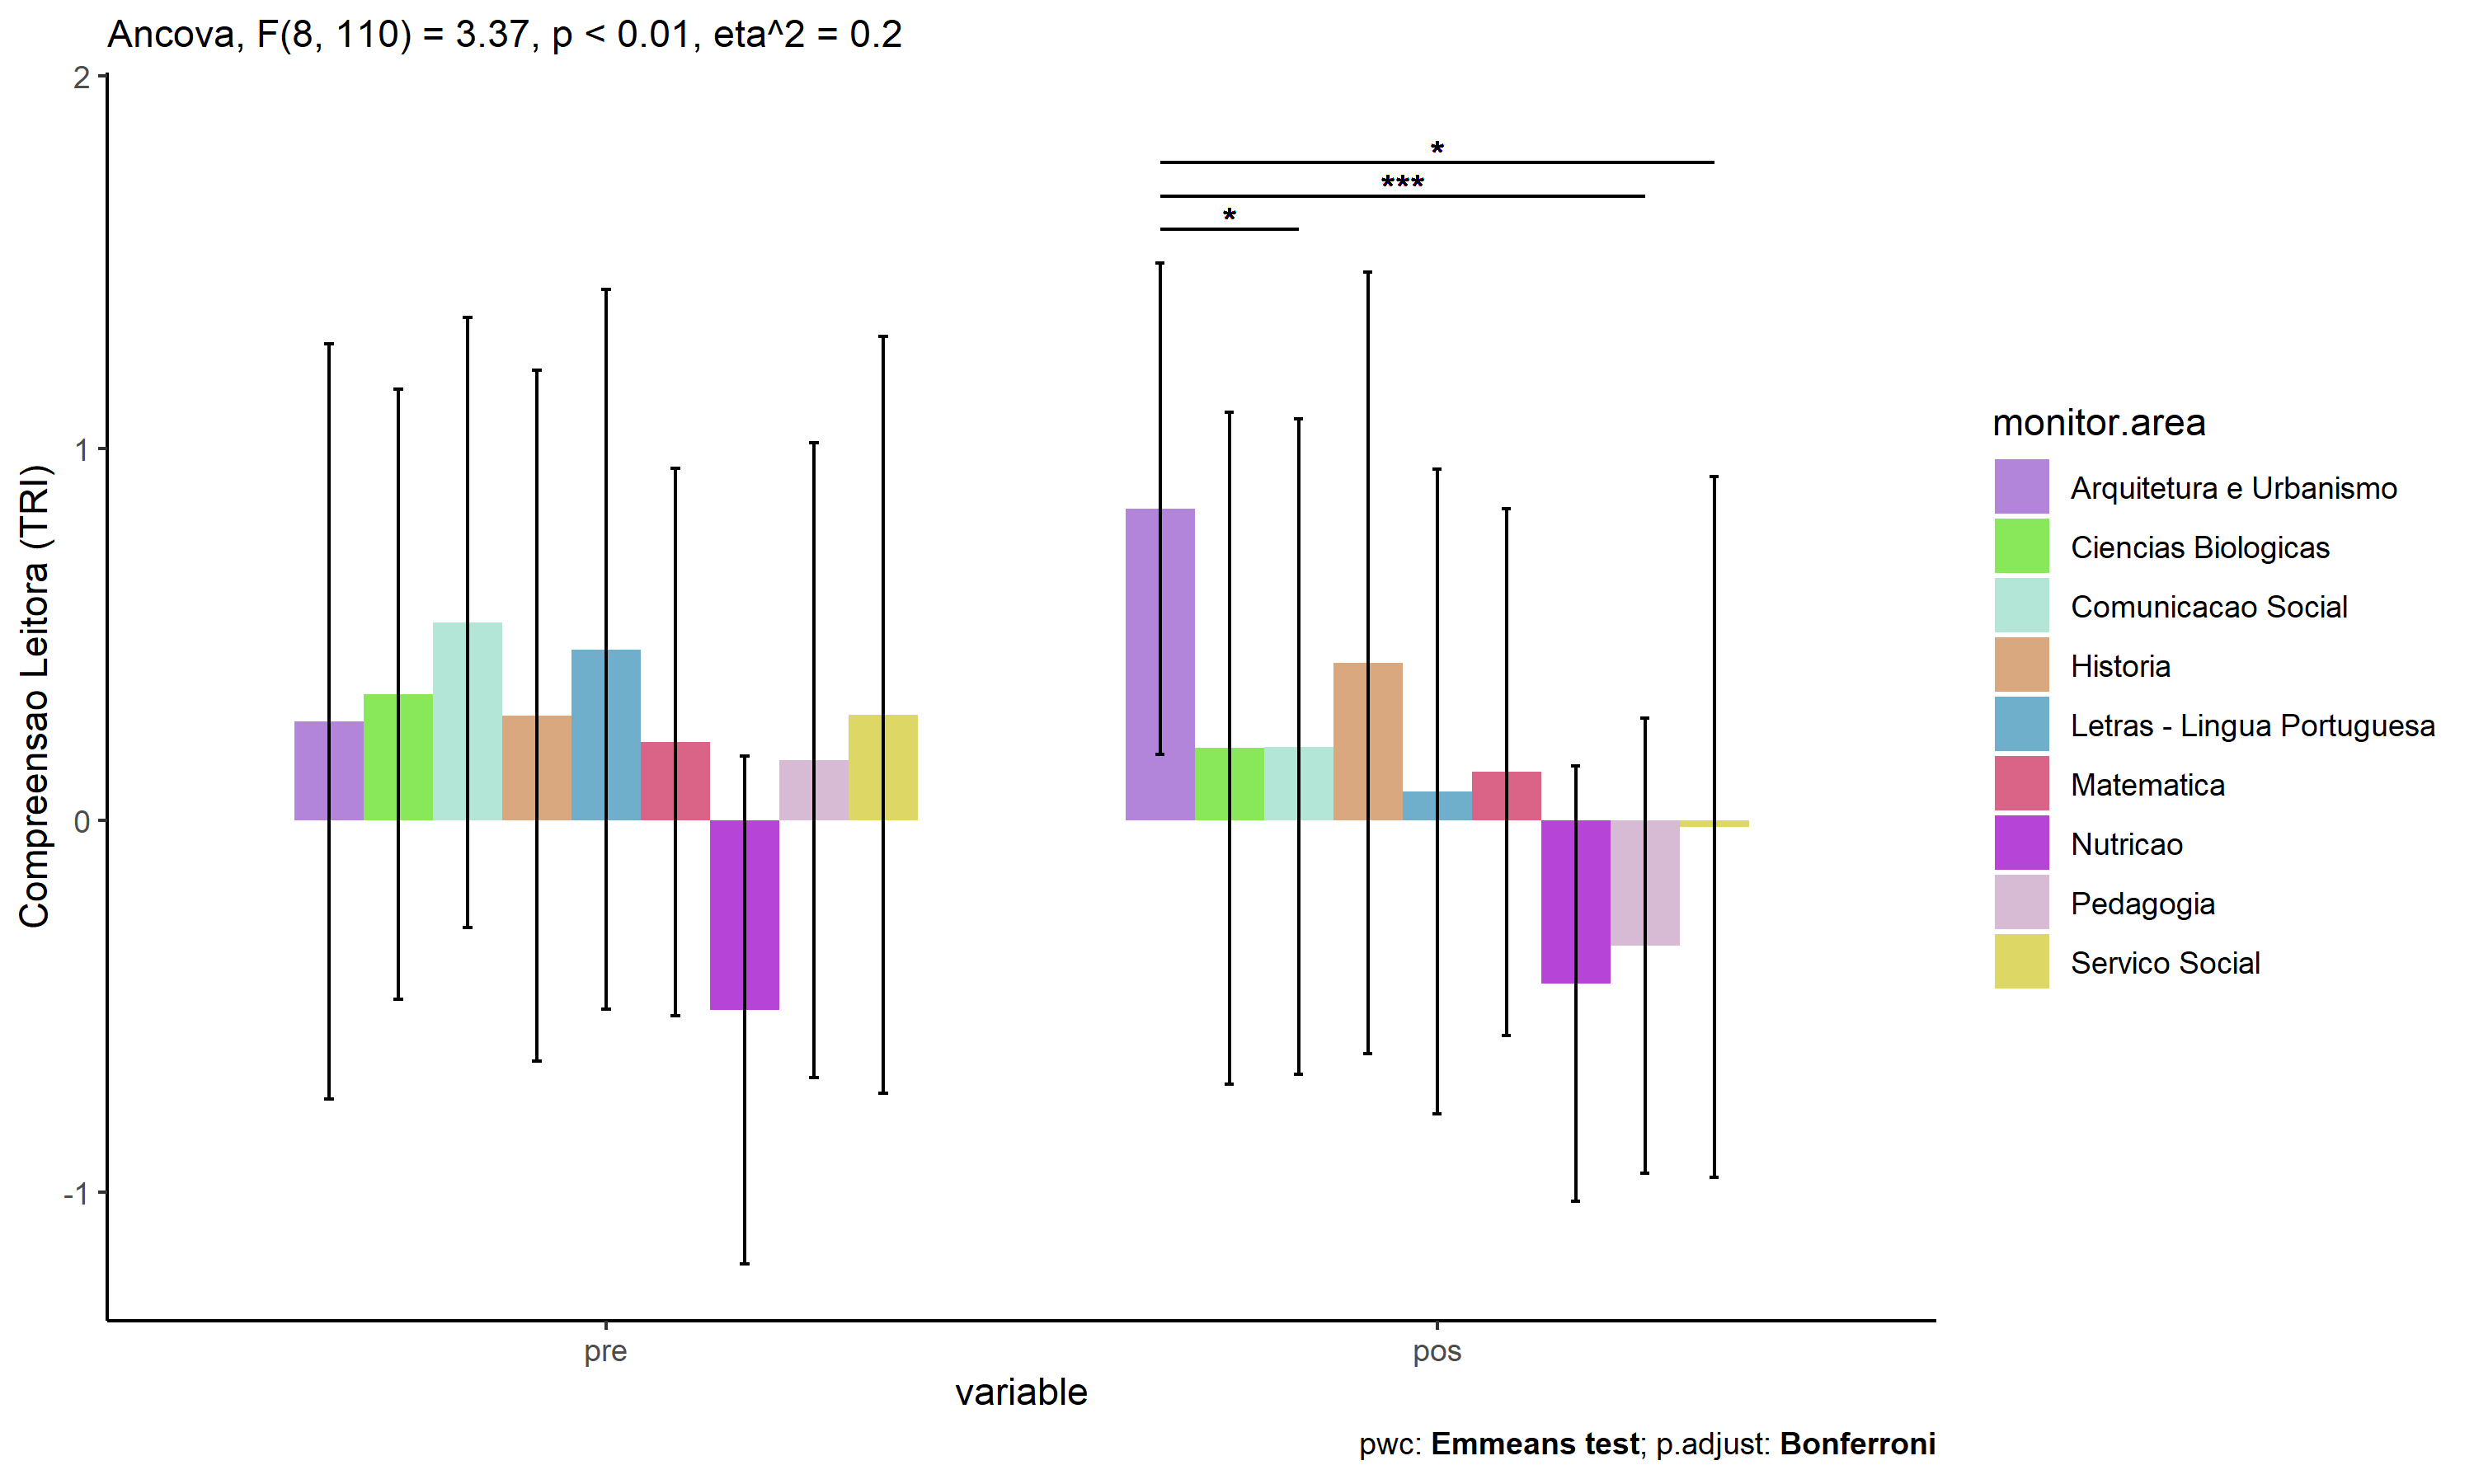 Ancova, F(8, 110) = 3.37, p < 0.01, eta^2 = 0.2
2
1
0
-1
Compreensao Leitora (TRI)
*
***
*
pre
pos
variable
monitor.area
Arquitetura e Urbanismo
Ciencias Biologicas
Comunicacao Social
Historia
Letras - Lingua Portuguesa
Matematica
Nutricao
Pedagogia
Servico Social
pwc: Emmeans test; p.adjust: Bonferroni